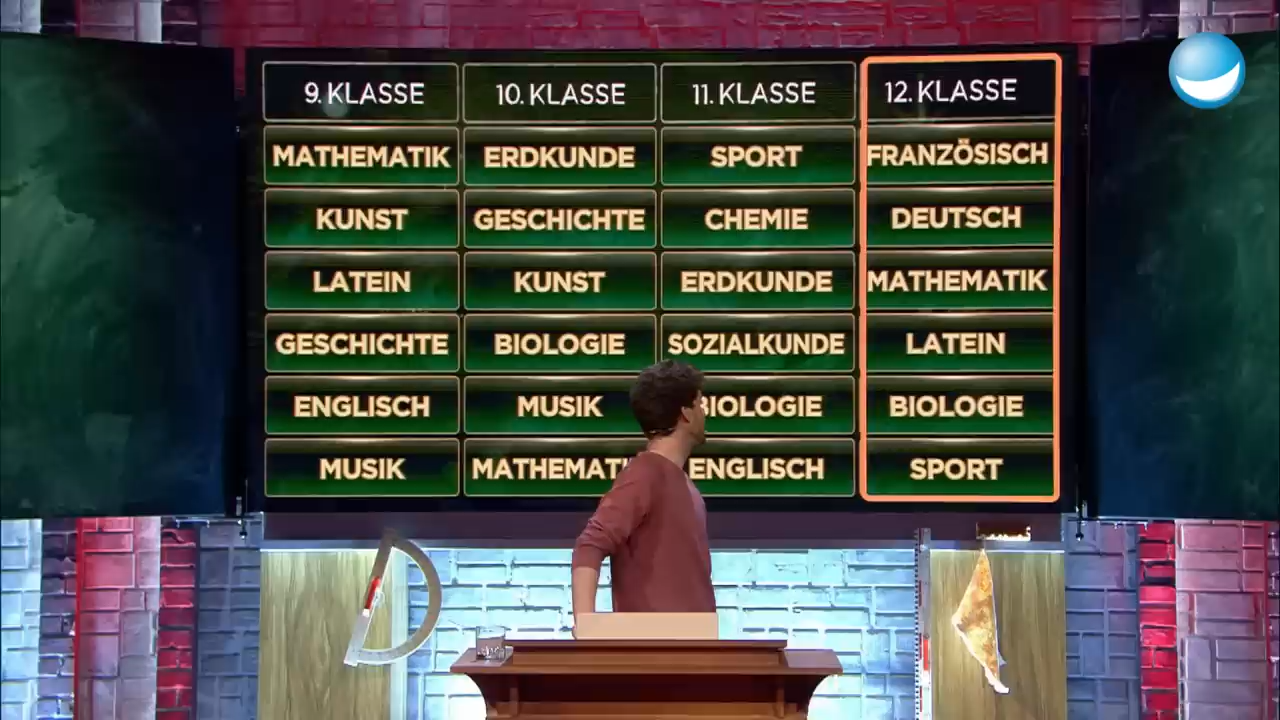 9. KLASSE 10. KLASSE 11. KLASSE 12. KLASSE
MATHEMATIK ERDKUNDE SPORT FRANZÖSISCH
KUNST GESCHICHTE CHEMIE DEUTSCH
LATEIN KUNST ERDKUNDE MATHEMATIK
GESCHICHTE BIOLOGIE SOZIALKUNDE LATEIN
ENGLISCH MUSIK BIOLOGIE BIOLOGIE
MUSIK MATHEMATI ENGLISCH SPORT